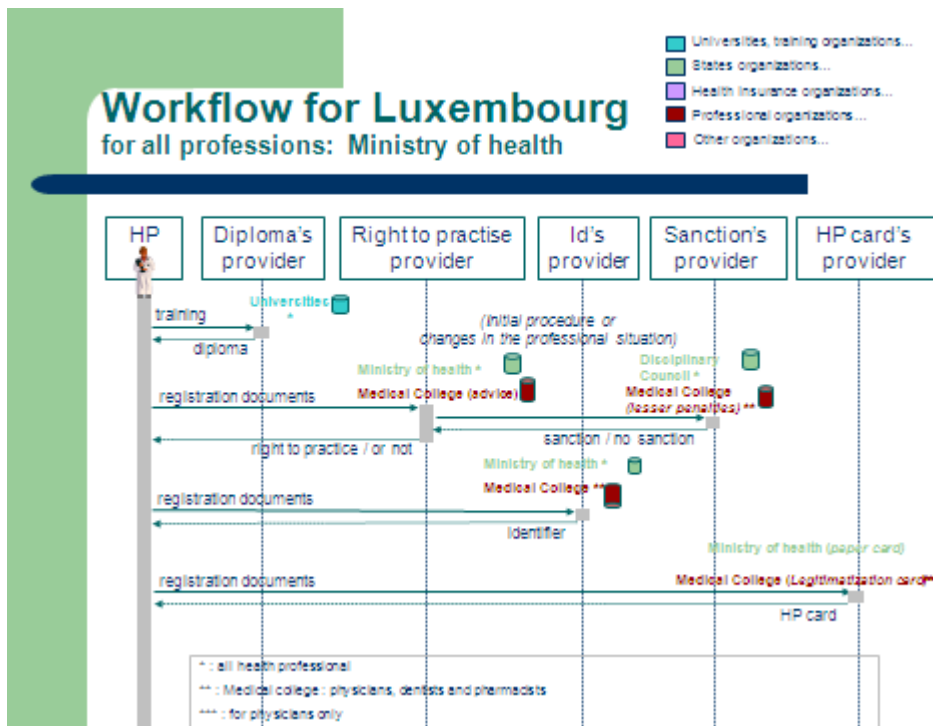 Universities, training organizations...
States organizations...
Health Insurance organizations...
Professional organizations...
Other organizations...
Workflow for Luxembourg
for all professions: Ministry of health
HP
Diploma's
provider
Right to practise
provider
Id's
provider
Sanction's
provider
HP card's
provider
Universities
*
training
diploma
(Initial procedure or
changes in the professional situation)
Ministry of health *
Medical College (advice)
Disciplinary
Council *
Medical College
(lesser penalties) **
registration documents
right to practice / or not
sanction / no sanction
Ministry of health *
Medical College **
registration documents
Identifier
Ministry of health (paper card)
Medical College (Legitimatization card)**
registration documents
HP card
* : all health professional
** : Medical college : physicians, dentists and pharmacists
*** : for physicians only